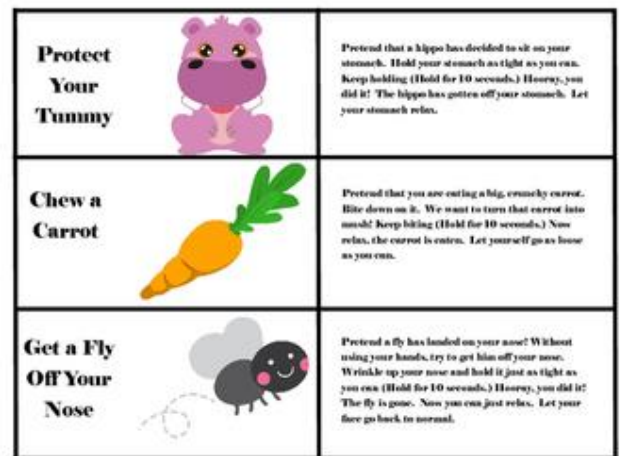 Protect
Your
Tummy
Pretend that a hippo has decided to sit on your
stomach. Hold your stomach as tight as you can.
Keep holding (Hold for 10 seconds.) Hooray, you
did it! The hippo has gotten off your stomach. Let
your stomach relax.
Chew a
Carrot
Pretend that you are eating a big, crunchy carrot.
Bite down on it. We want to turn that carrot into
mush! Keep biting (Hold for 10 seconds.) Now
relax, the carrot is eaten. Let yourself go as loose
as you can.
Get a Fly
Off Your
Nose
Pretend a fly has landed on your nose! Without
using your hands, try to get him off your nose.
Wrinkle up your nose and hold it just as tight as
you can (Hold for 10 seconds.) Hooray, you did it!
The fly is gone. Now you can just relax. Let your
face go back to normal.